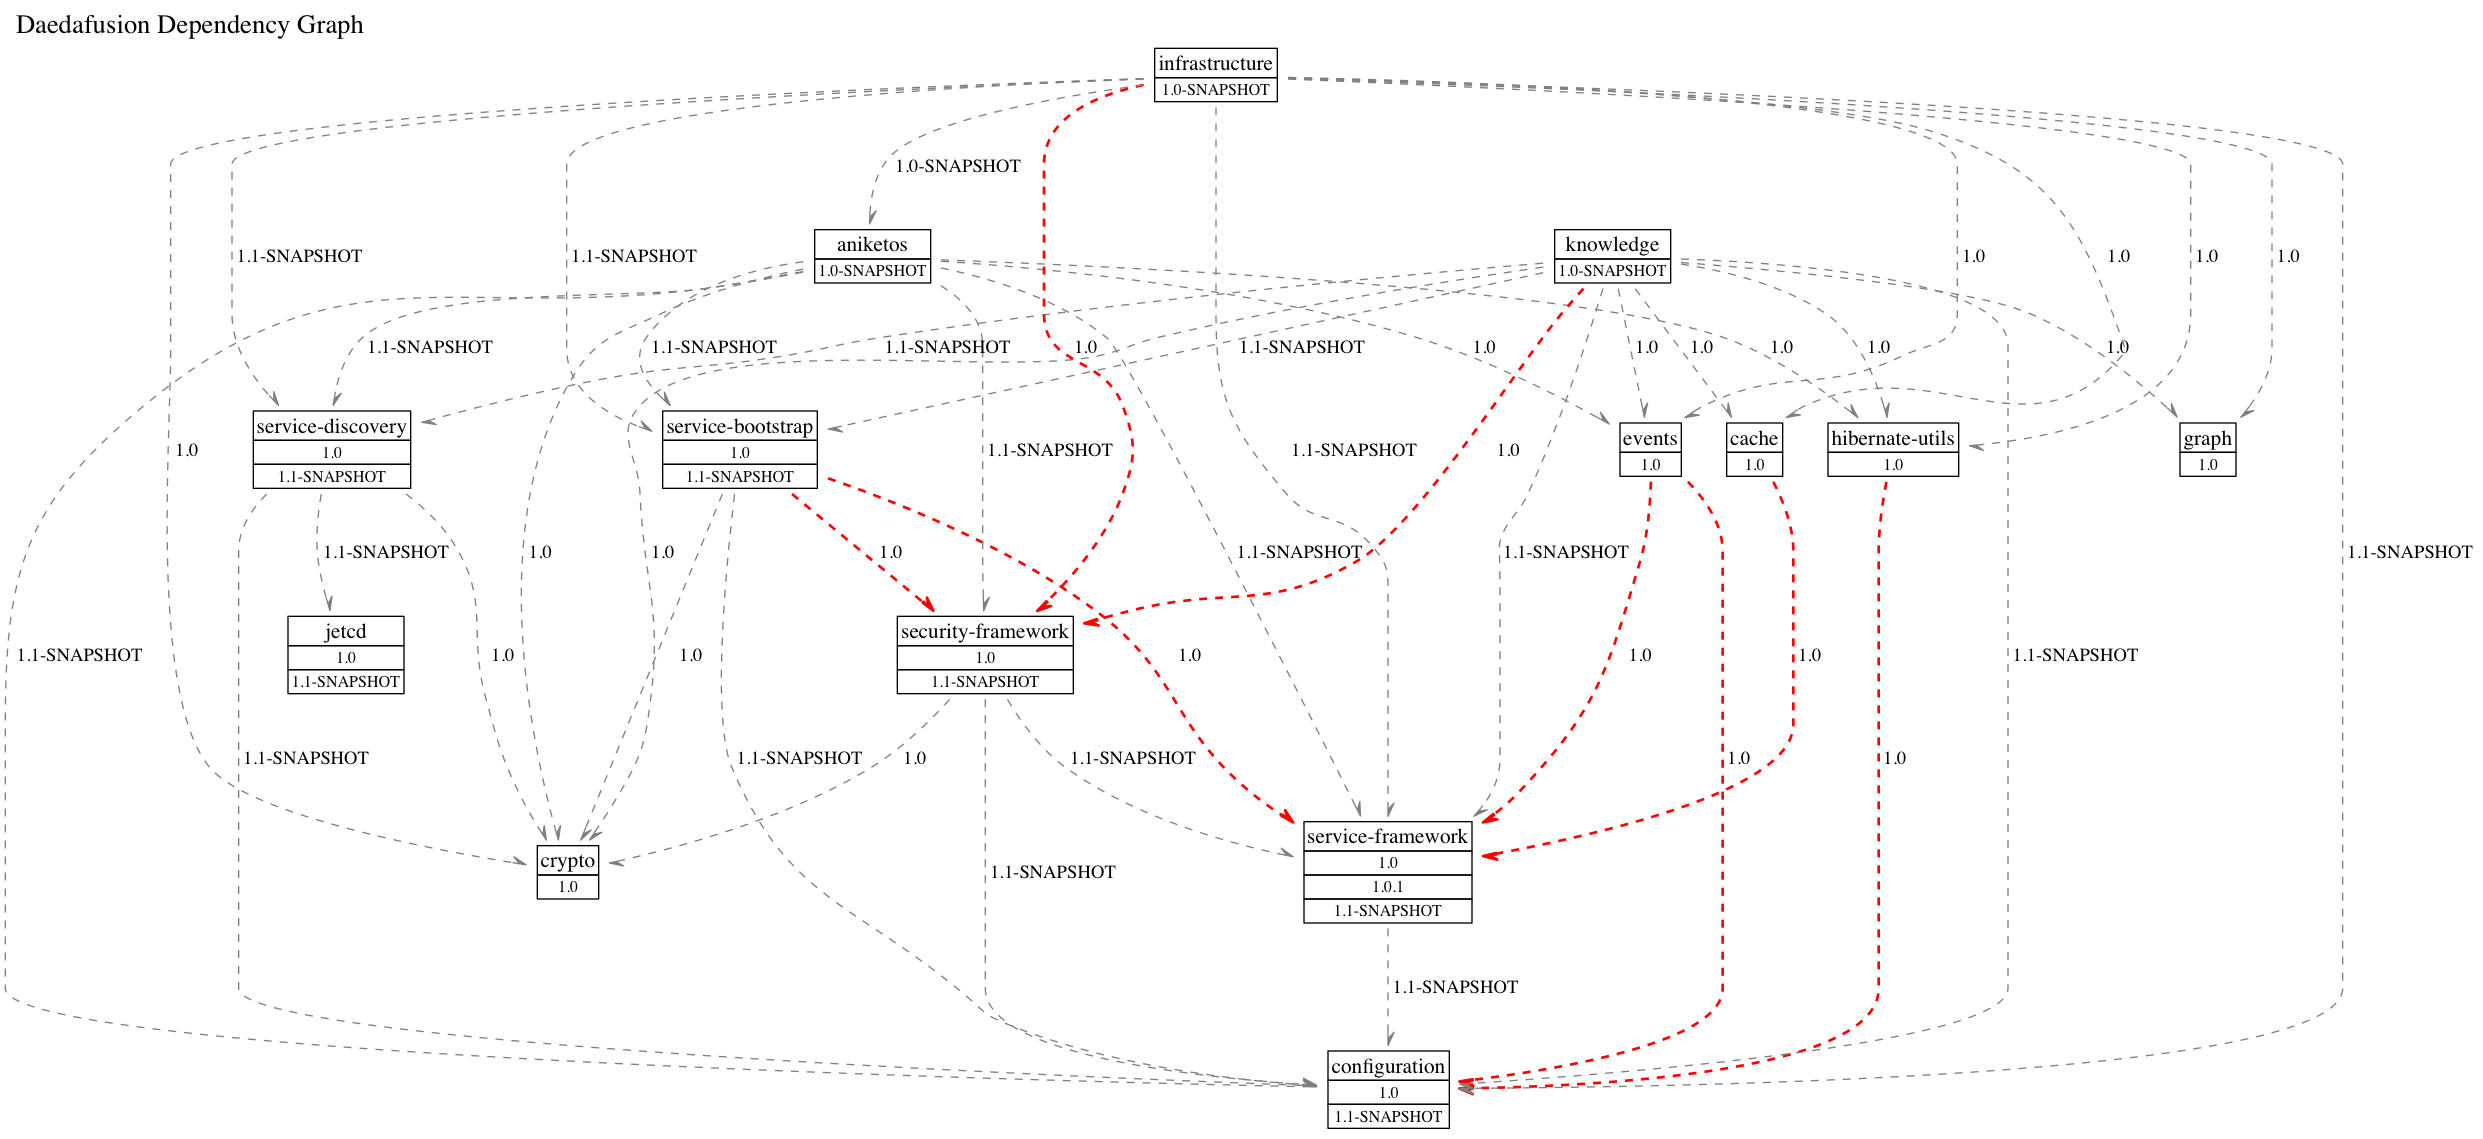 Daedafusion Dependency Graph
infrastructure
1.0-SNAPSHOT
1.0-SNAPSHOT
aniketos
1.0-SNAPSHOT
knowledge
1.0-SNAPSHOT
1.1-SNAPSHOT
1.1-SNAPSHOT
1.0
1.0
1.0
1.0
1.1-SNAPSHOT
1.1-SNAPSHOT
1.1-SNAPSHOT
1.0
1.1-SNAPSHOT
1.0
1.0
1.0
1.0
1.0
1.0
service-discovery
1.0
1.1-SNAPSHOT
service-bootstrap
1.0
1.1-SNAPSHOT
events
1.0
cache
1.0
hibernate-utils
1.0
graph
1.0
1.0
1.1-SNAPSHOT
1.1-SNAPSHOT
1.0
1.1-SNAPSHOT
1.0
1.0
1.0
1.1-SNAPSHOT
1.1-SNAPSHOT
1.1-SNAPSHOT
jetcd
1.0
1.1-SNAPSHOT
security-framework
1.0
1.1-SNAPSHOT
1.1-SNAPSHOT
1.0
1.0
1.0
1.0
1.0
1.1-SNAPSHOT
1.1-SNAPSHOT
1.1-SNAPSHOT
1.0
1.1-SNAPSHOT
1.0
1.0
crypto
1.0
service-framework
1.0
1.0.1
1.1-SNAPSHOT
1.1-SNAPSHOT
1.1-SNAPSHOT
configuration
1.0
1.1-SNAPSHOT